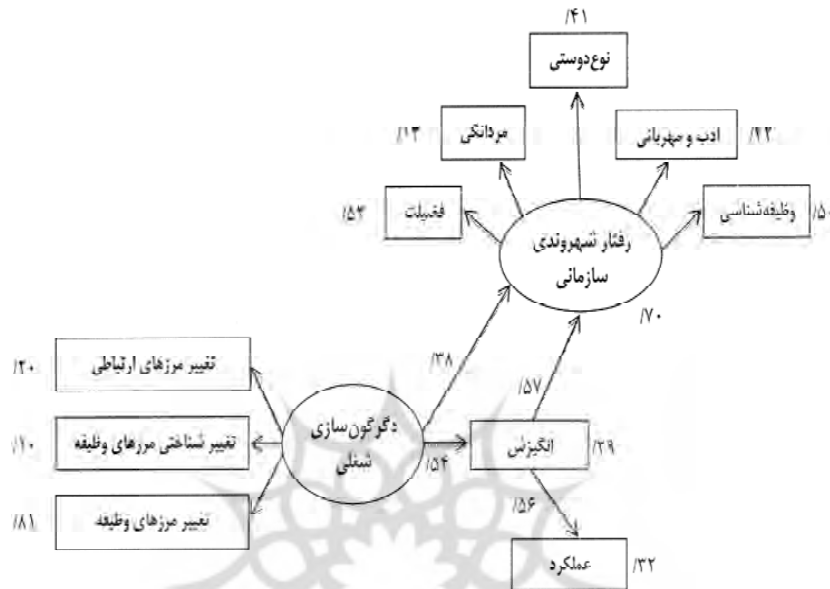 /۴۱
نوع‌دوستی
/۱۳
مردانگی
ادب و مهربانی
/۲۲
/۵۳
فضیلت
وظیفه‌شناسی
/۵۰
رفتار شهروندی
سازمانی
/۷۰
/۳۸
/۵۷
/۲۰
تغییر مرزهای ارتباطی
دگرگون‌سازی
شغلی
/۱۰
تغییر شناختی مرزهای وظیفه
/۵۴
انگیزش
/۲۹
/۸۱
تغییر مرزهای وظیفه
/۵۶
عملکرد
/۳۲